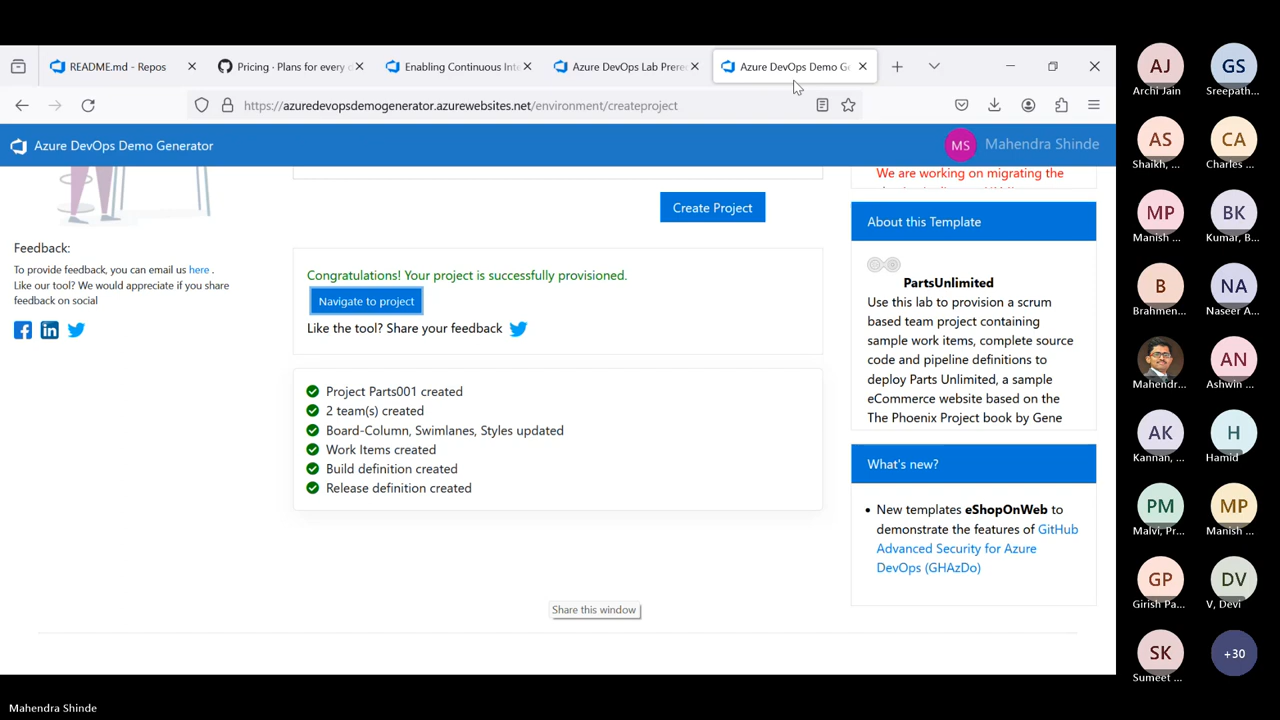 README.md - Repos
Pricing · Plans for every d
Enabling Continuous Inte
Azure DevOps Lab Prere
Azure DevOps Demo Ge
https://azuredevopsdemogenerator.azurewebsites.net/environment/createproject
Azure DevOps Demo Generator
MS
Mahendra Shinde
Feedback:
To provide feedback, you can email us here .
Like our tool? We would appreciate if you share
feedback on social
Create Project
Congratulations! Your project is successfully provisioned.
Navigate to project
Like the tool? Share your feedback
Project Parts001 created
2 team(s) created
Board-Column, Swimlanes, Styles updated
Work Items created
Build definition created
Release definition created
Share this window
We are working on migrating the
About this Template
PartsUnlimited
Use this lab to provision a scrum
based team project containing
sample work items, complete source
code and pipeline definitions to
deploy Parts Unlimited, a sample
eCommerce website based on the
The Phoenix Project book by Gene
What's new?
• New templates eShopOnWeb to
demonstrate the features of GitHub
Advanced Security for Azure
DevOps (GHAzDo)
AJ
Archi Jain
GS
Sreepath...
AS
Shaikh, ...
CA
Charles ...
MP
Manish ...
BK
Kumar, B...
B
Brahmen...
NA
Naseer A...
Mahendr...
AN
Ashwin ...
AK
Kannan, ...
H
Hamid
PM
Malvi, Pr...
MP
Manish ...
GP
Girish Pa...
DV
V, Devi
SK
Sumeet ...
+30
Mahendra Shinde